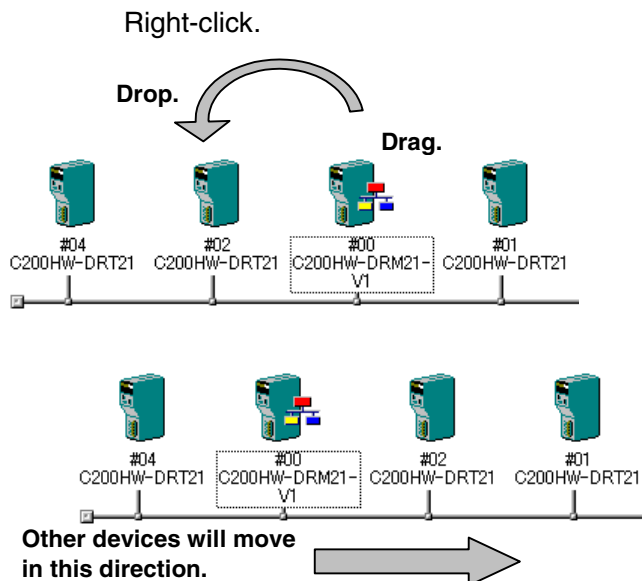 Right-click.
Drop.
Drag.
#04
C200HW-DRT21
#02
C200HW-DRT21
#00
C200HW-DRM21-
V1
#01
C200HW-DRT21
#04
C200HW-DRT21
#00
C200HW-DRM21-
V1
#02
C200HW-DRT21
#01
C200HW-DRT21
Other devices will move
in this direction.